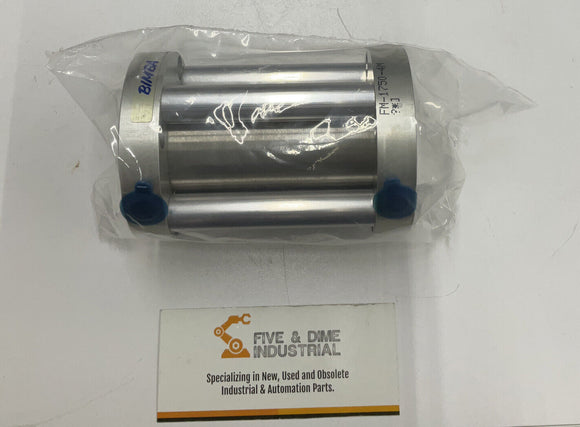 BIMBA
FM-1750-4M
?*]
FIVE & DIME
INDUSTRIAL
Specializing in New, Used and Obsolete
Industrial & Automation Parts.